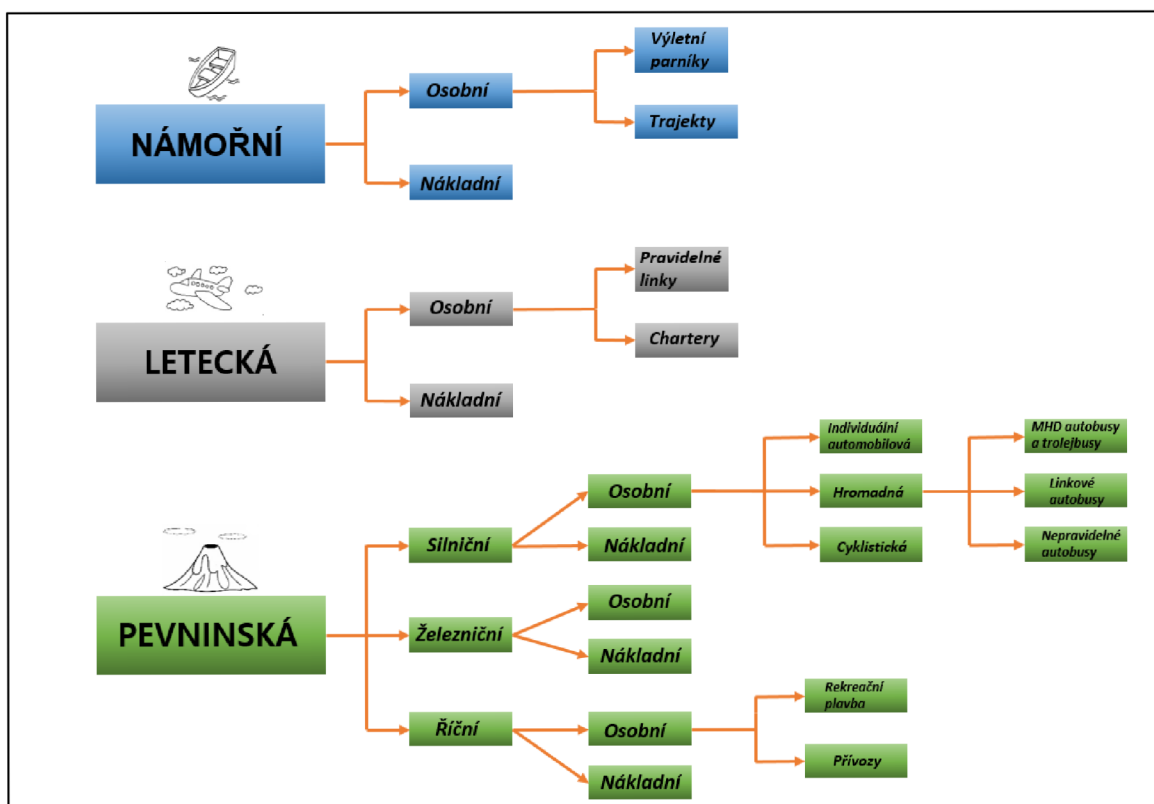 Výletní
parníky
Osobní
Trajekty
NÁMOŘNÍ
Nákladní
Pravidelné
linky
Osobní
Chartery
LETECKÁ
Nákladní
Individuální
automobilová
MHD autobusy
a trolejbusy
Osobní
Hromadná
Linkové
autobusy
Silniční
Nákladní
Cyklistická
Nepravidelné
autobusy
Osobní
PEVNINSKÁ
Železniční
Nákladní
Rekreační
plavba
Říční
Osobní
Přívozy
Nákladní